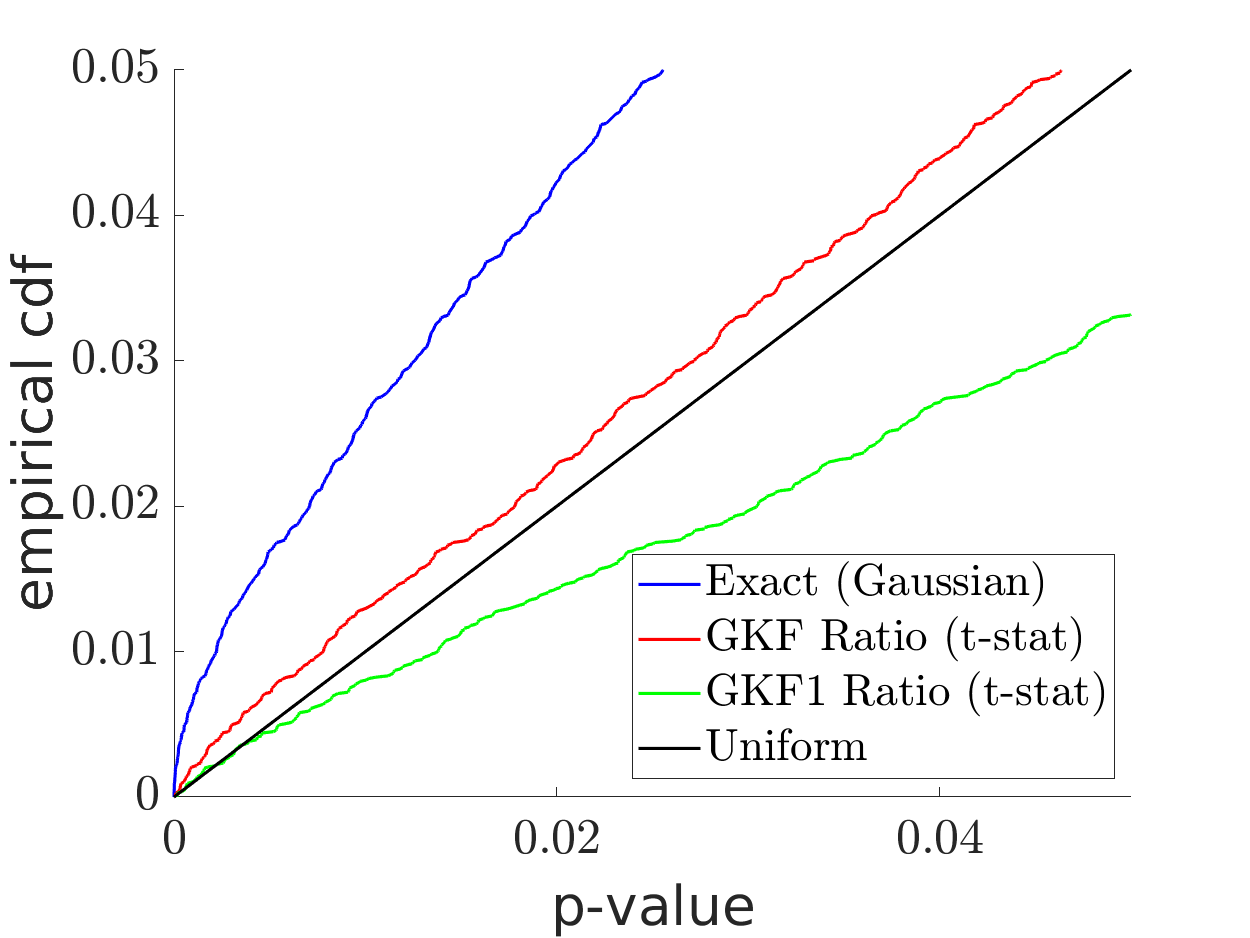 0.05
0.04
0.03
0.02
0.01
0
empirical cdf
Exact (Gaussian)
GKF Ratio (t-stat)
GKF1 Ratio (t-stat)
Uniform
0
0.02
0.04
p-value